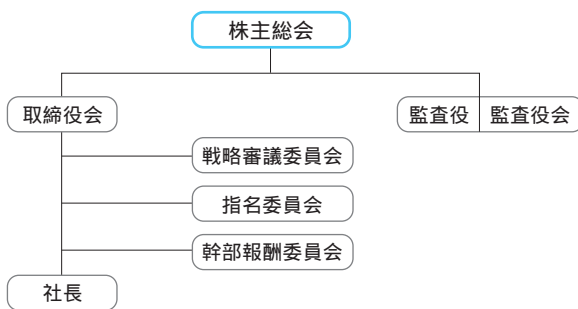 株主総会
取締役会
監査役 監査役会
戦略審議委員会
指名委員会
幹部報酬委員会
社長